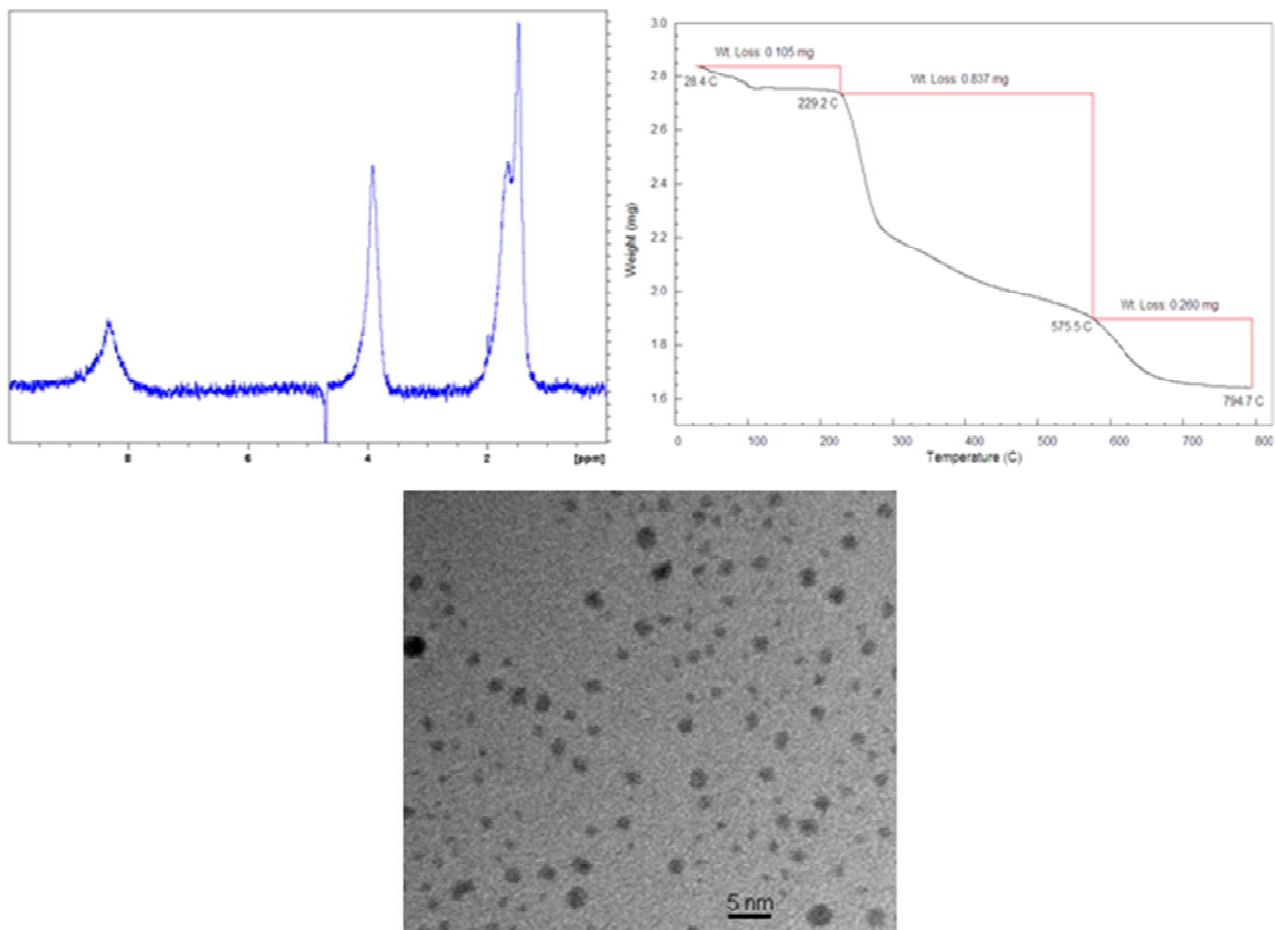 8
6
4
2
[ppm]
3.0
2.8
2.6
2.4
2.2
2.0
1.8
1.6
Weight (mg)
Wt. Loss: 0.105 mg
28.4 C
229.2 C
Wt. Loss: 0.837 mg
575.5 C
Wt. Loss: 0.260 mg
794.7 C
0
100
200
300
400
500
600
700
800
Temperature (C)
5 nm